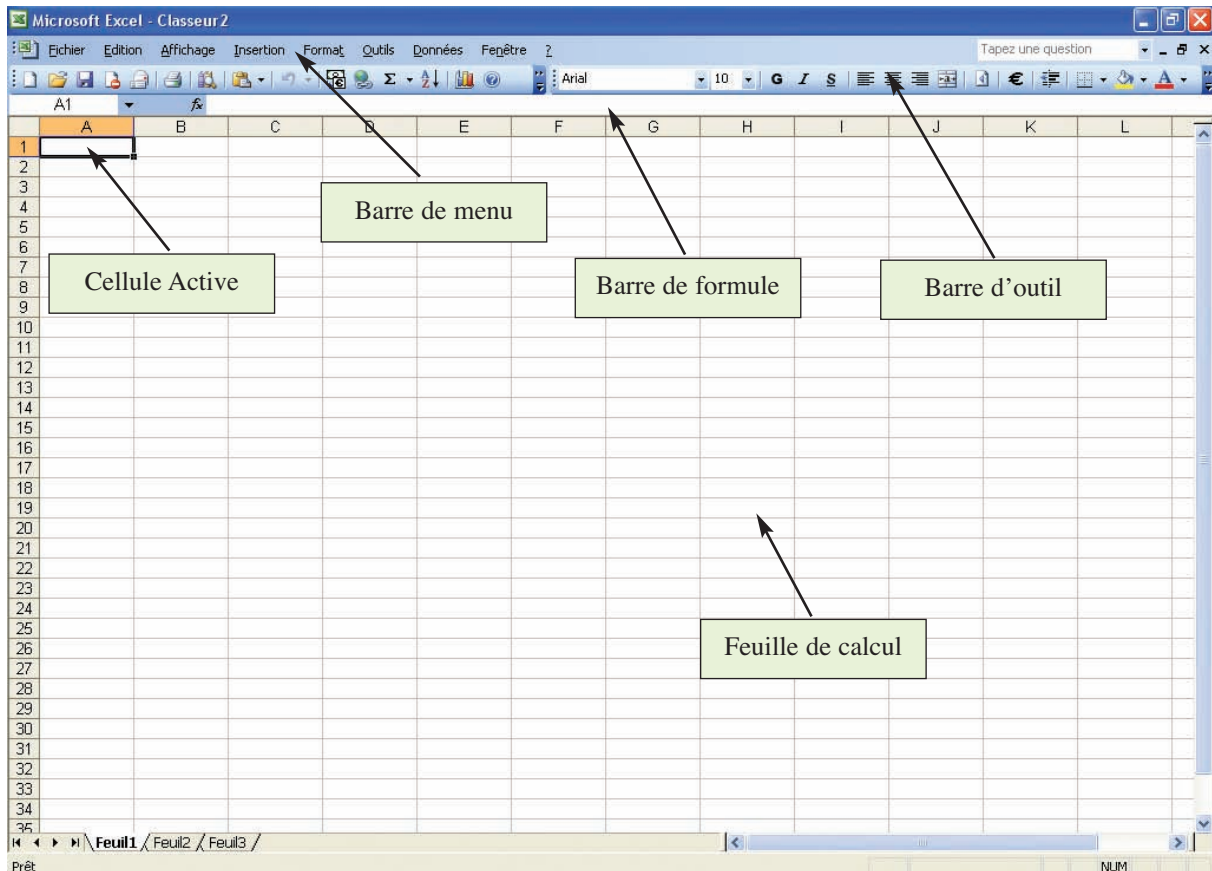 Microsoft Excel - Classeur2
Fichier Edition Affichage Insertion Format Outils Données Fenêtre ? Tapez une question
Arial 10 G I S €
A1 fx
A B C D E F G H I J K L
1
2
3
4
5
6
7
8
9
10
11
12
13
14
15
16
17
18
19
20
21
22
23
24
25
26
27
28
29
30
31
32
33
34
35
Barre de menu
Cellule Active
Barre de formule
Barre d’outil
Feuille de calcul
Feuil1 / Feuil2 / Feuil3 /
Prêt NUM